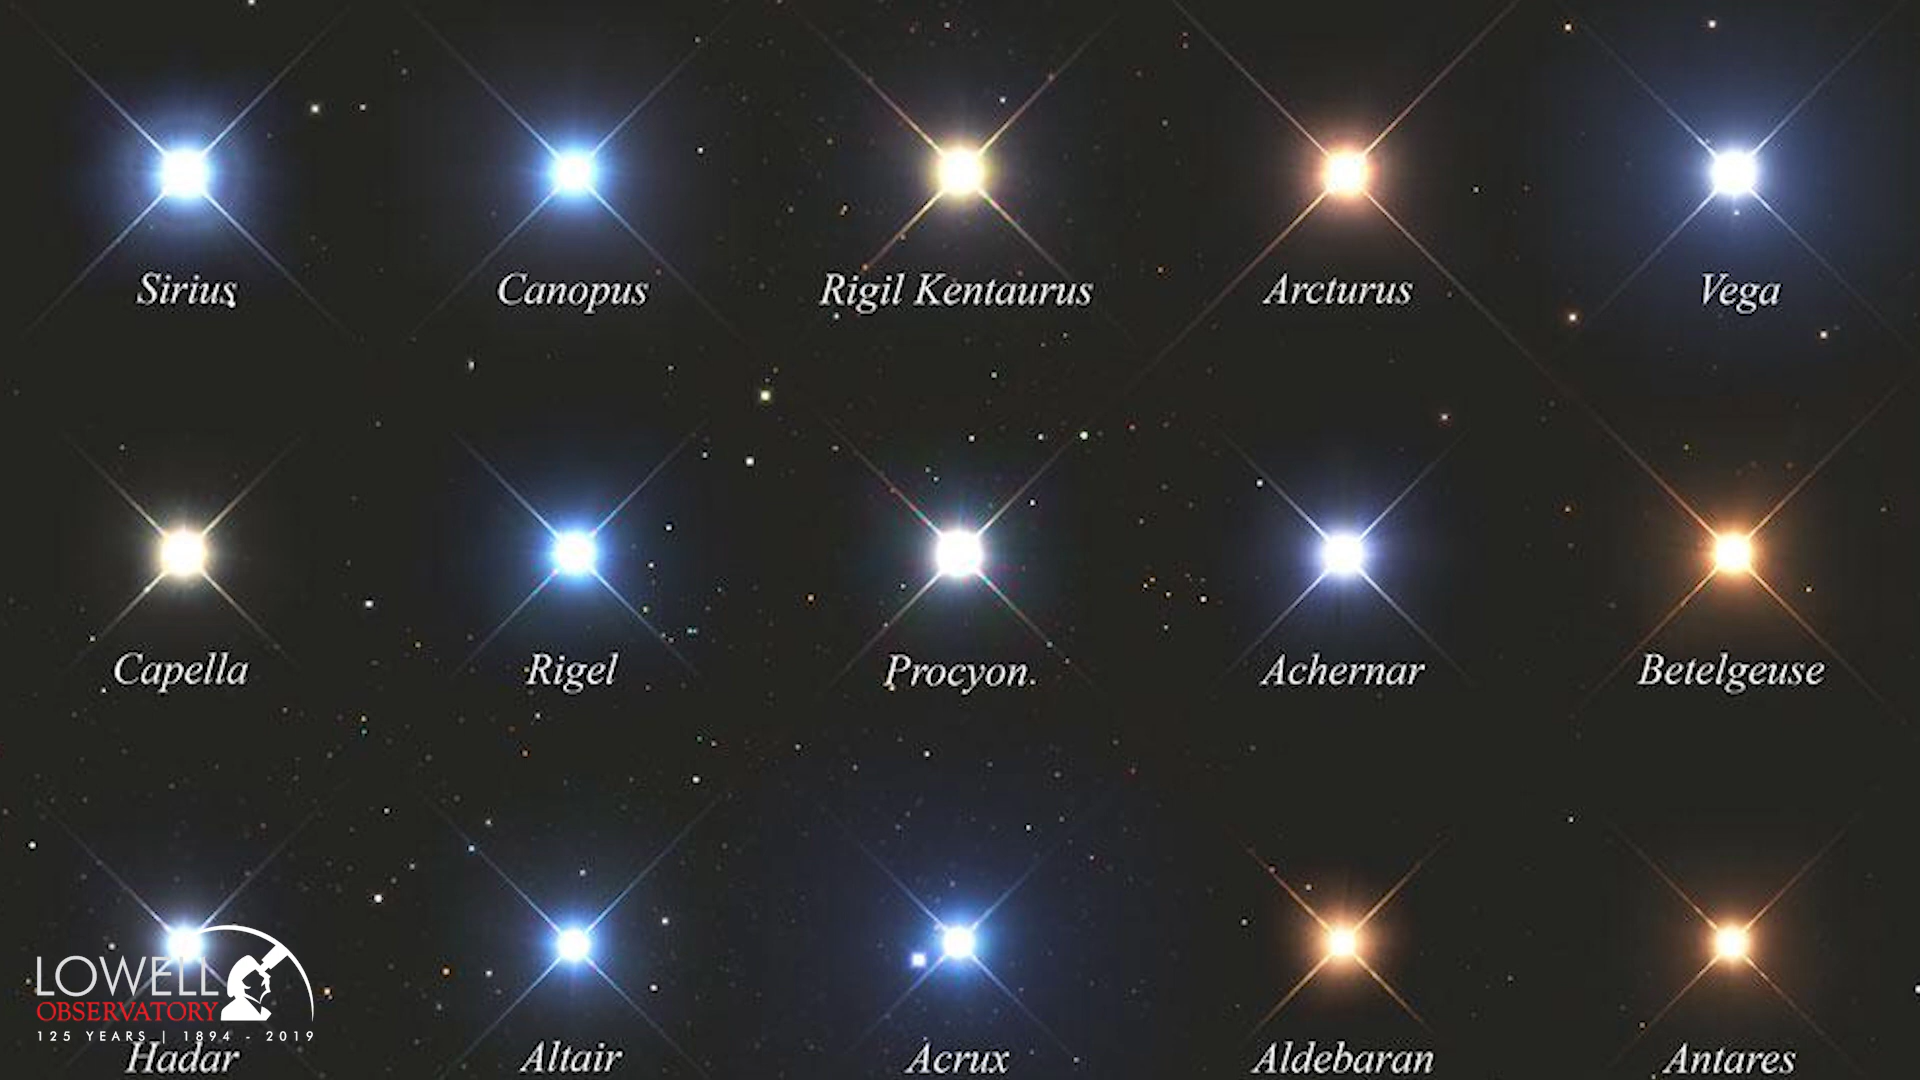 Sirius
Canopus
Rigil Kentaurus
Arcturus
Vega
Capella
Rigel
Procyon
Achernar
Betelgeuse
LOWELL
OBSERVATORY
125 YEARS | 1894 - 2019
Hadar
Altair
Acrux
Aldebaran
Antares